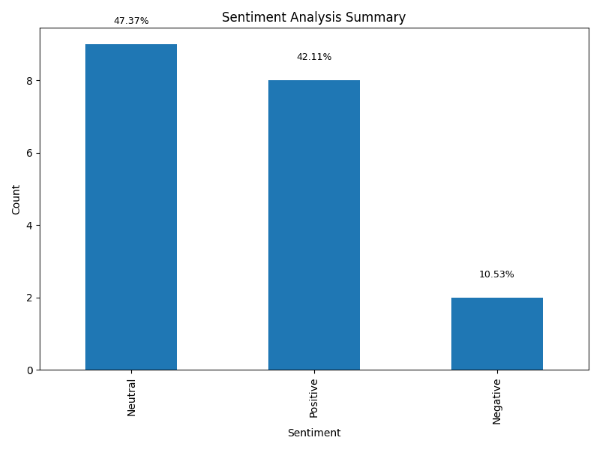 Sentiment Analysis Summary
47.37%
42.11%
10.53%
8
6
4
2
0
Count
Neutral
Positive
Negative
Sentiment